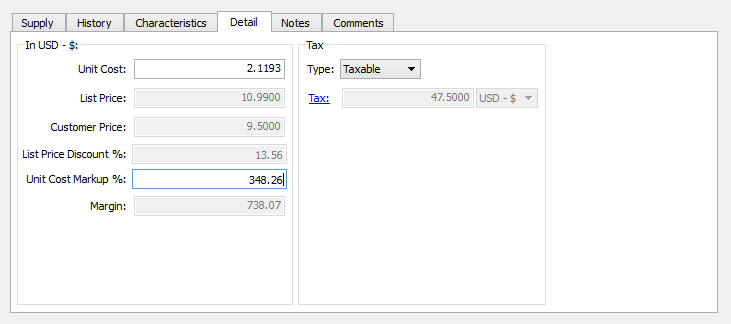 Supply History Characteristics Detail Notes Comments
In USD - $:
Unit Cost: 2.1193
List Price: 10.9900
Customer Price: 9.5000
List Price Discount %: 13.56
Unit Cost Markup %: 348.26
Margin: 738.07
Tax
Type: Taxable
Tax: 47.5000 USD - $